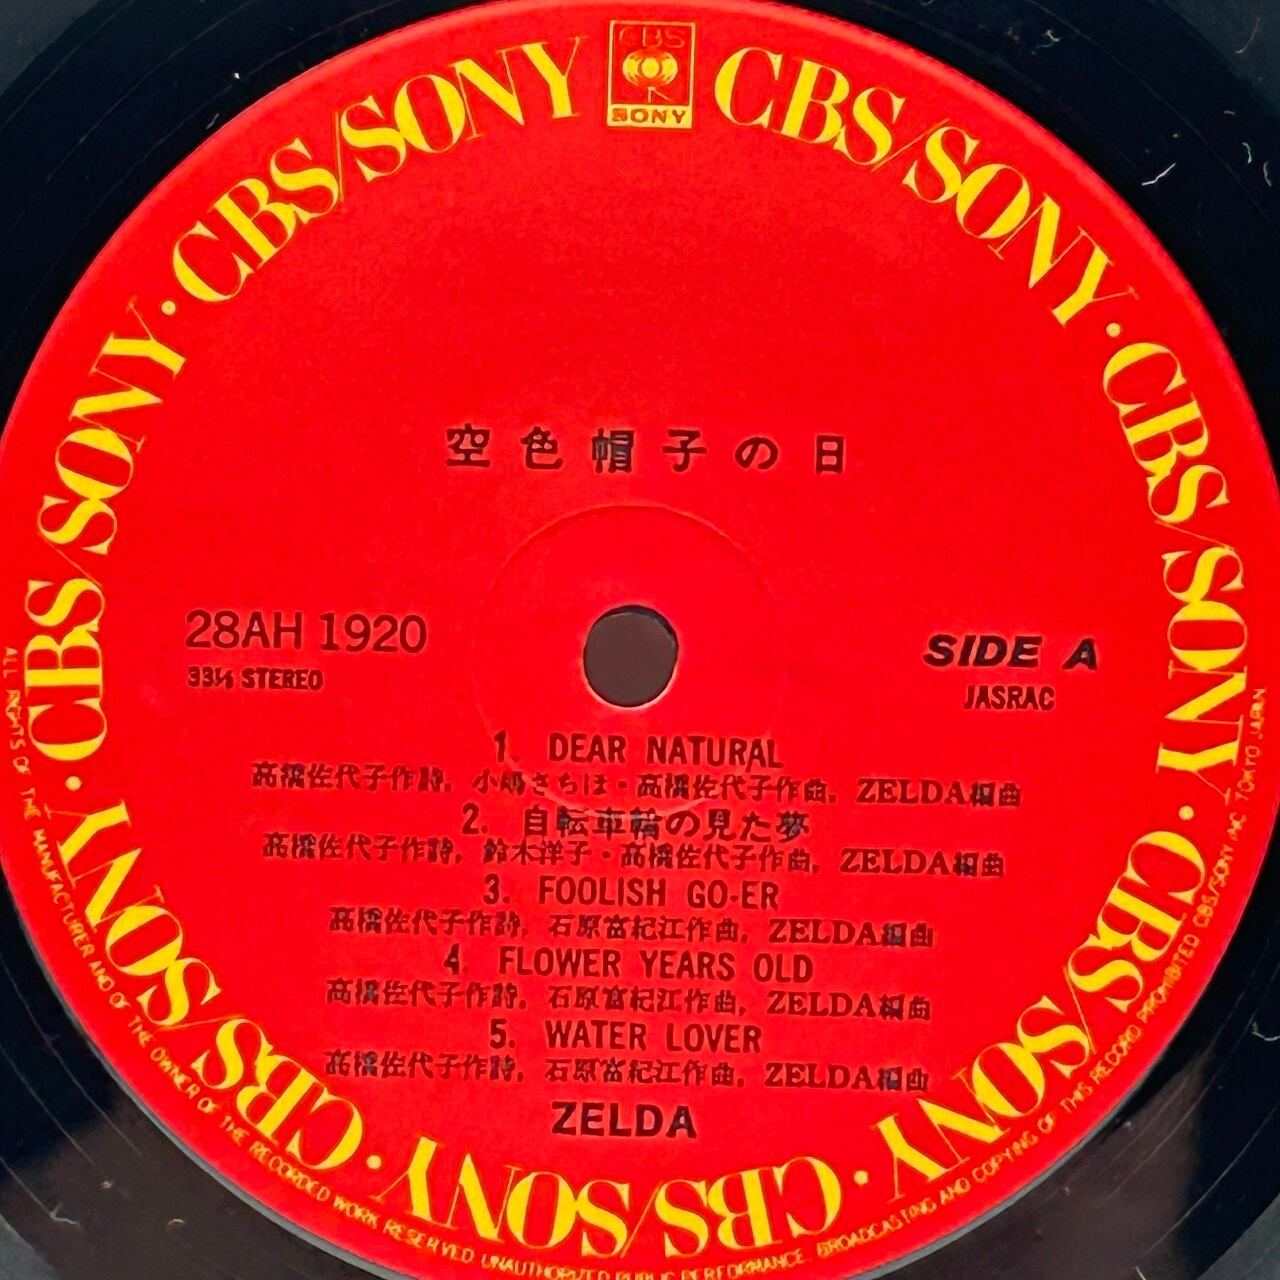 CBS
SONY
CBS/SONY · CBS/SONY · CBS/SONY · CBS/SONY · CBS/SONY · CBS/SONY · CBS/SONY · CBS/SONY
空色帽子の日
28AH 1920
33⅓ STEREO
SIDE A
JASRAC
1. DEAR NATURAL
高橋佐代子作詩, 小嶋さちほ・高橋佐代子作曲, ZELDA編曲
2. 自転車輪の見た夢
高橋佐代子作詩, 鈴木洋子・高橋佐代子作曲, ZELDA編曲
3. FOOLISH GO-ER
高橋佐代子作詩, 石原富紀江作曲, ZELDA編曲
4. FLOWER YEARS OLD
高橋佐代子作詩, 石原富紀江作曲, ZELDA編曲
5. WATER LOVER
高橋佐代子作詩, 石原富紀江作曲, ZELDA編曲
ZELDA
ALL RIGHTS OF THE MANUFACTURER AND OF THE OWNER OF THE RECORDED WORK RESERVED. UNAUTHORIZED PUBLIC PERFORMANCE, BROADCASTING AND COPYING OF THIS RECORD PROHIBITED CBS/SONY INC. TOKYO JAPAN